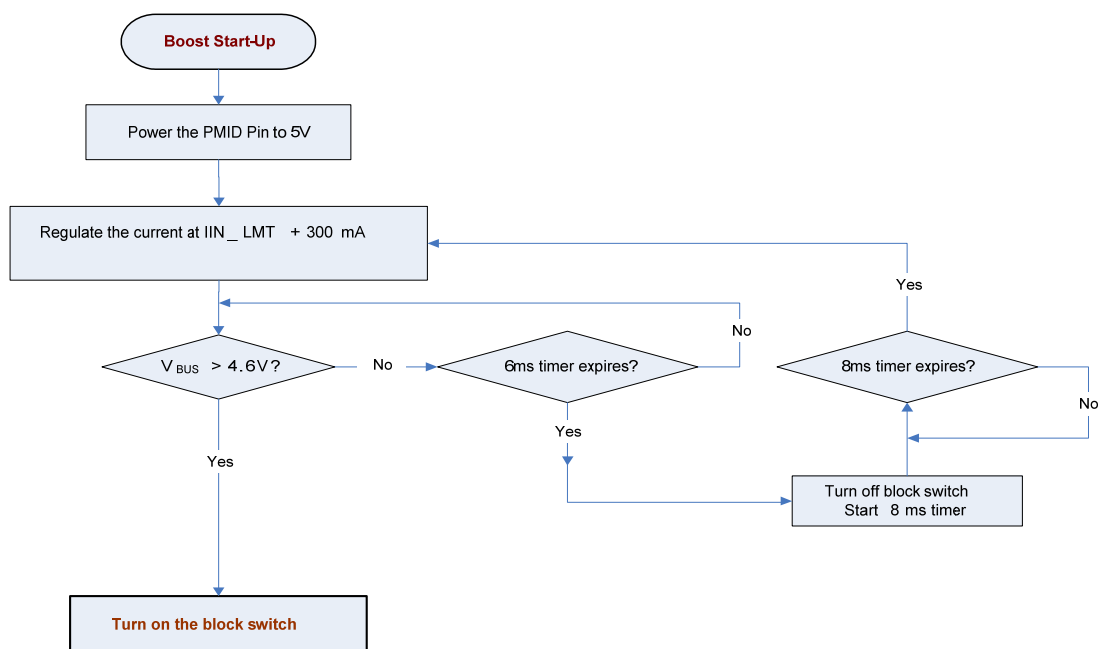 Boost Start-Up
Power the PMID Pin to 5V
Regulate the current at IIN_ LMT + 300 mA
Yes
No
V BUS > 4.6V?
No
6ms timer expires?
8ms timer expires?
No
Yes
Yes
Turn off block switch
Start 8 ms timer
Turn on the block switch